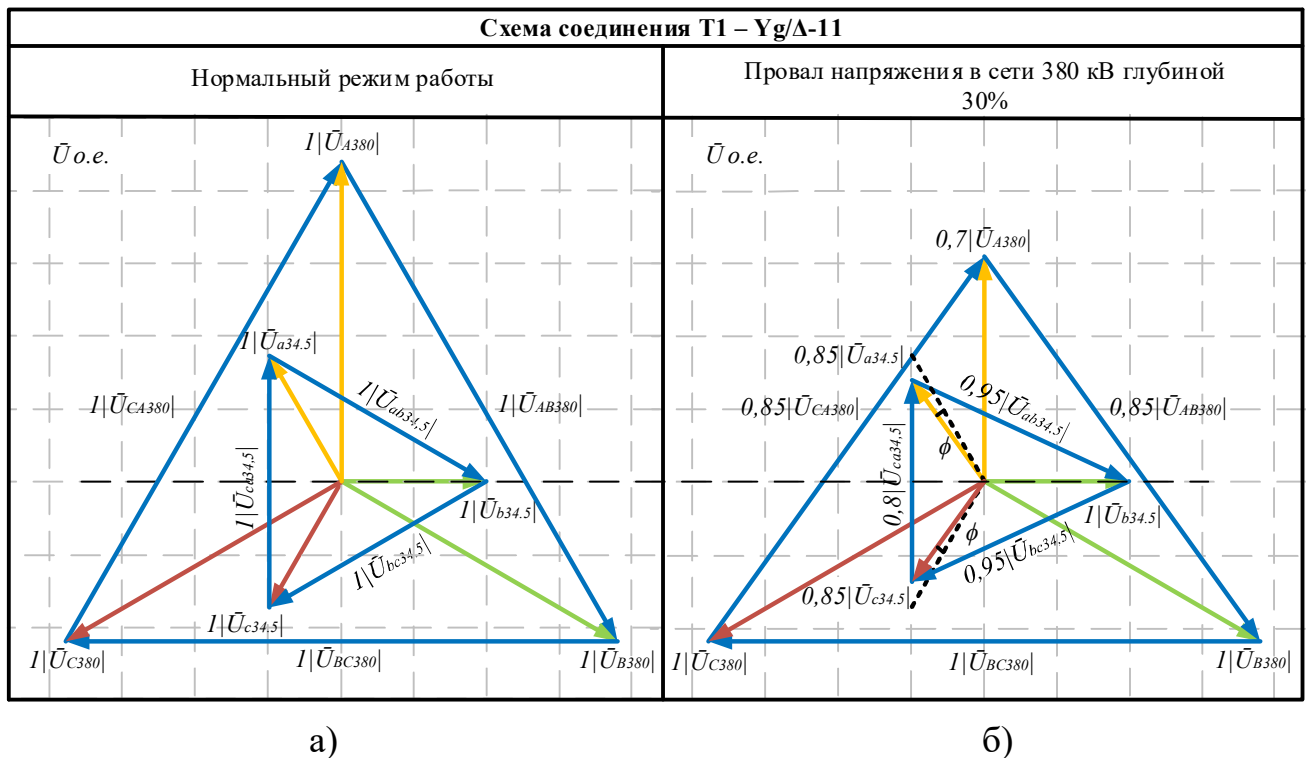 Схема соединения Т1 – Yg/Δ-11
Нормальный режим работы
Провал напряжения в сети 380 кВ глубиной
30%
Ū о.е.
1|ŪA380|
1|Ūa34.5|
1|ŪCA380|
1|Ūab34,5|
1|ŪAB380|
1|Ūca34,5|
1|Ūb34.5|
1|Ūbc34,5|
1|Ūc34.5|
1|ŪC380|
1|ŪBC380|
1|ŪB380|
Ū о.е.
0,7|ŪA380|
0,85|Ūa34.5|
0,95|Ūab34.5|
0,85|ŪCA380|
0,85|ŪAB380|
ϕ
0,8|Ūca34.5|
1|Ūb34.5|
ϕ
0,95|Ūbc34.5|
0,85|Ūc34.5|
1|ŪC380|
1|ŪBC380|
1|ŪB380|
а)
б)